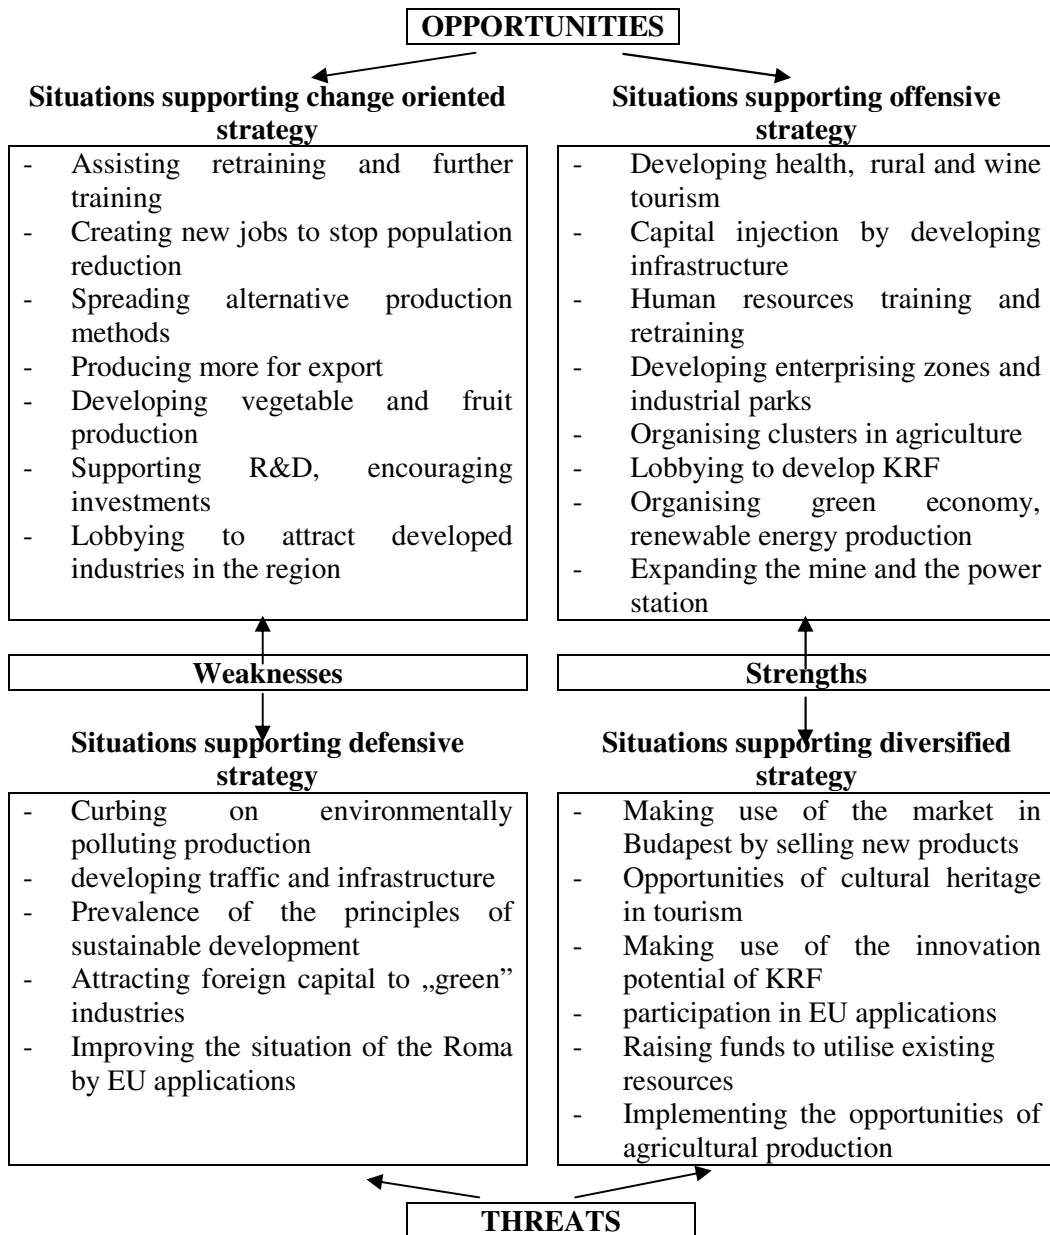 OPPORTUNITIES
Situations supporting change oriented
strategy
- Assisting retraining and further
training
- Creating new jobs to stop population
reduction
- Spreading alternative production
methods
- Producing more for export
- Developing vegetable and fruit
production
- Supporting R&D, encouraging
investments
- Lobbying to attract developed
industries in the region
Situations supporting offensive
strategy
- Developing health, rural and wine
tourism
- Capital injection by developing
infrastructure
- Human resources training and
retraining
- Developing enterprising zones and
industrial parks
- Organising clusters in agriculture
- Lobbying to develop KRF
- Organising green economy,
renewable energy production
- Expanding the mine and the power
station
Weaknesses
Strengths
Situations supporting defensive
strategy
- Curbing on environmentally
polluting production
- developing traffic and infrastructure
- Prevalence of the principles of
sustainable development
- Attracting foreign capital to „green”
industries
- Improving the situation of the Roma
by EU applications
Situations supporting diversified
strategy
- Making use of the market in
Budapest by selling new products
- Opportunities of cultural heritage
in tourism
- Making use of the innovation
potential of KRF
- participation in EU applications
- Raising funds to utilise existing
resources
- Implementing the opportunities of
agricultural production
THREATS